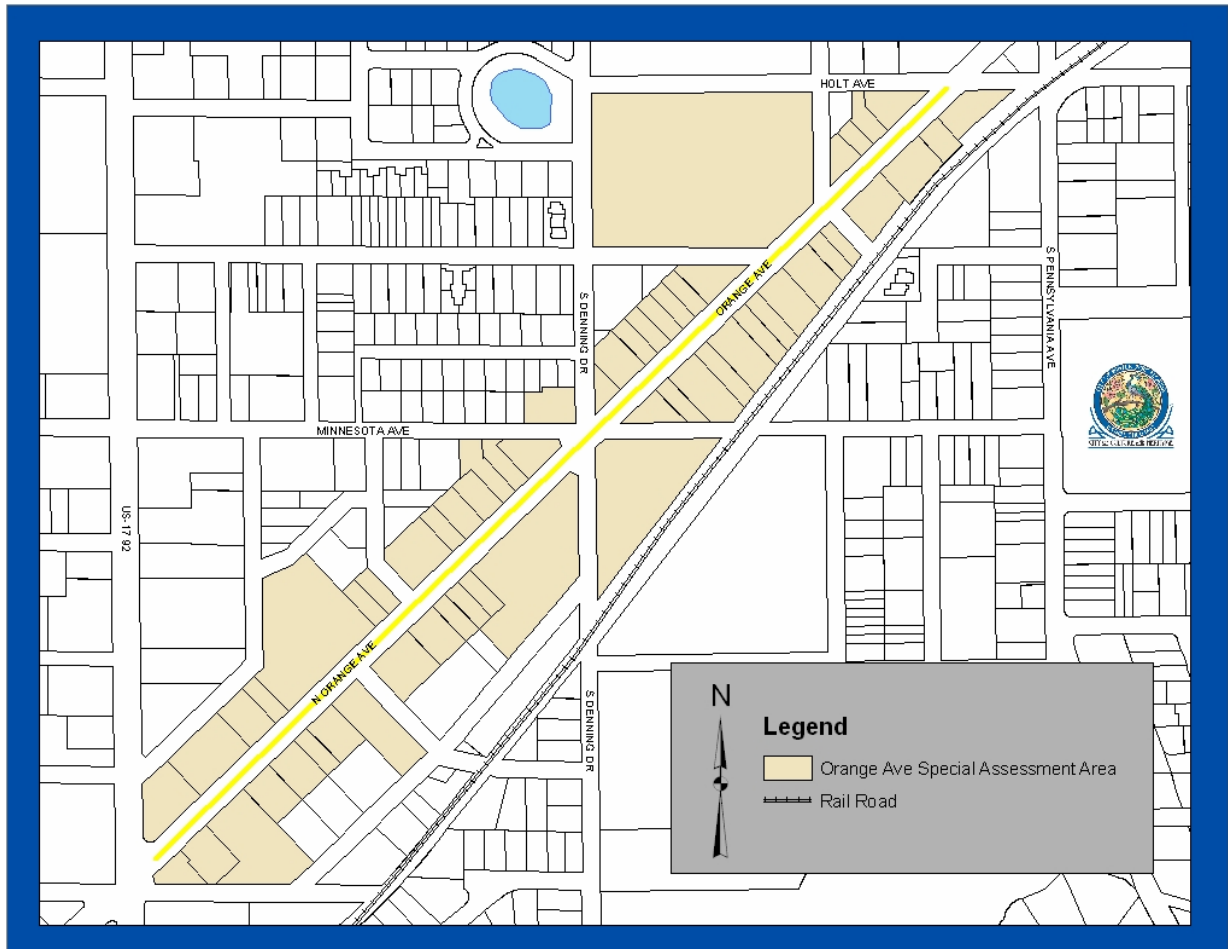 HOLT AVE
ORANGE AVE
S PENNSYLVANIA AVE
S DENNING DR
MINNESOTA AVE
US-17 92
N ORANGE AVE
S DENNING DR
N
Legend
Orange Ave Special Assessment Area
Rail Road